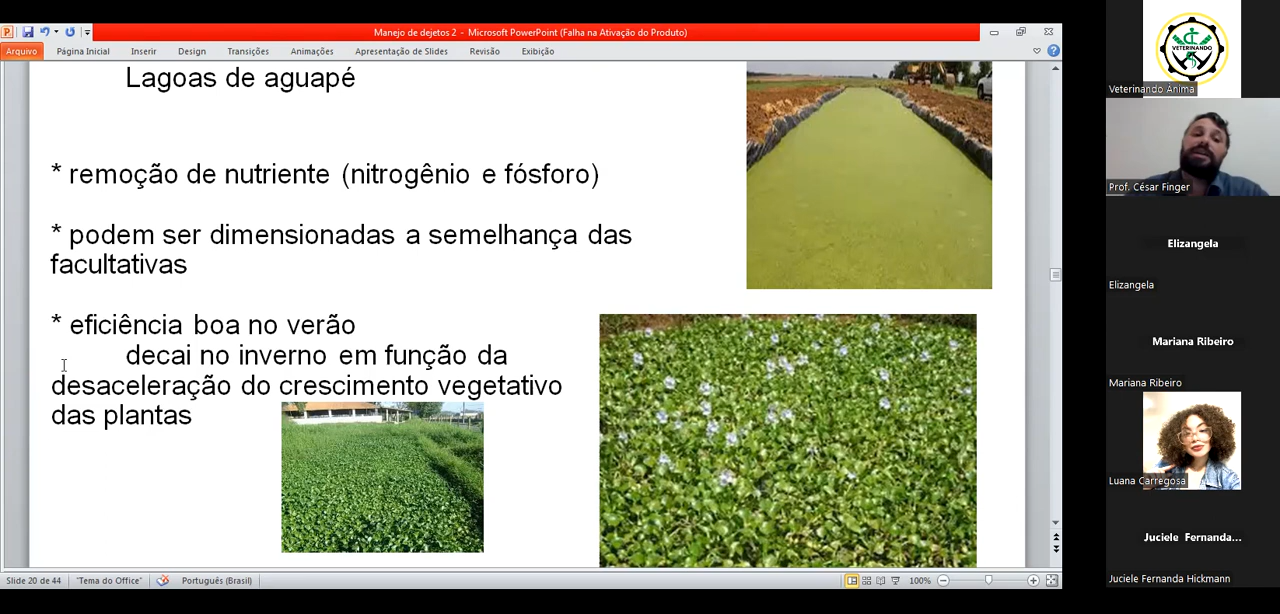 Manejo de dejetos 2 - Microsoft PowerPoint (Falha na Ativação do Produto)
Arquivo Página Inicial Inserir Design Transições Animações Apresentação de Slides Revisão Exibição
Lagoas de aguapé
* remoção de nutriente (nitrogênio e fósforo)
* podem ser dimensionadas a semelhança das
facultativas
* eficiência boa no verão
decai no inverno em função da
desaceleração do crescimento vegetativo
das plantas
Slide 20 de 44 "Tema do Office" Português (Brasil) 100%
VETERINANDO
Veterinando Anima
Prof. César Finger
Elizangela
Elizangela
Mariana Ribeiro
Mariana Ribeiro
Luana Carregosa
Juciele Fernanda...
Juciele Fernanda Hickmann